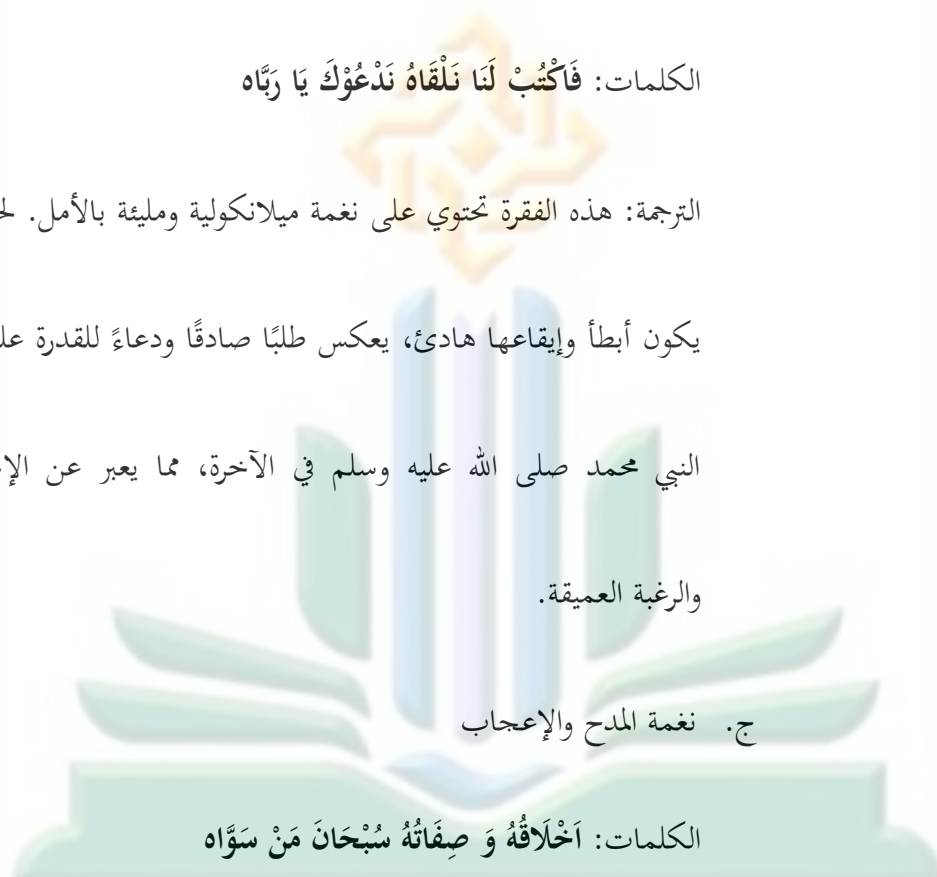 الكلمات: فَاكْتُبْ لَنَا نَلْقَاهُ نَدْعُوْكَ يَا رَبَّاه
الترجمة: هذه الفقرة تحتوي على نغمة ميلانكولية ومليئة بالأمل.
يكون أبطأ وإيقاعها هادئ، يعكس طلبًا صادقًا ودعاءً للقدرة
النبي محمد صلى الله عليه وسلم في الآخرة، مما يعبر عن
والرغبة العميقة.
ج. نغمة المدح والإعجاب
الكلمات: اَخْلَاقُهُ وَ صِفَاتُهُ سُبْحَانَ مَنْ سَوَّاه